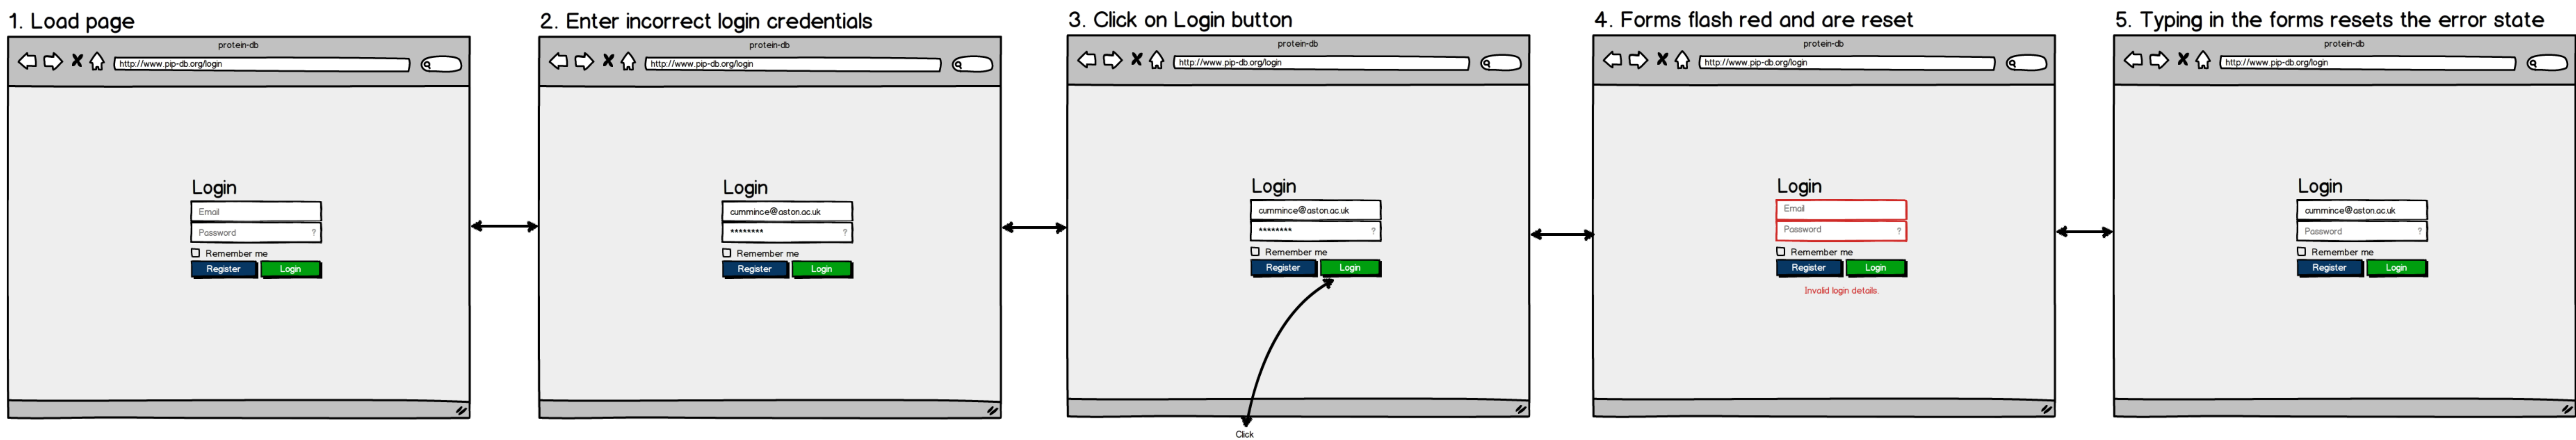 1. Load page
protein-db
http://www.pip-db.org/login
Login
Email
Password ?
Remember me
Register Login
2. Enter incorrect login credentials
protein-db
http://www.pip-db.org/login
Login
cummince@aston.ac.uk
******** ?
Remember me
Register Login
3. Click on Login button
protein-db
http://www.pip-db.org/login
Login
cummince@aston.ac.uk
******** ?
Remember me
Register Login
Click
4. Forms flash red and are reset
protein-db
http://www.pip-db.org/login
Login
Email
Password ?
Remember me
Register Login
Invalid login details.
5. Typing in the forms resets the error state
protein-db
http://www.pip-db.org/login
Login
cummince@aston.ac.uk
Password ?
Remember me
Register Login